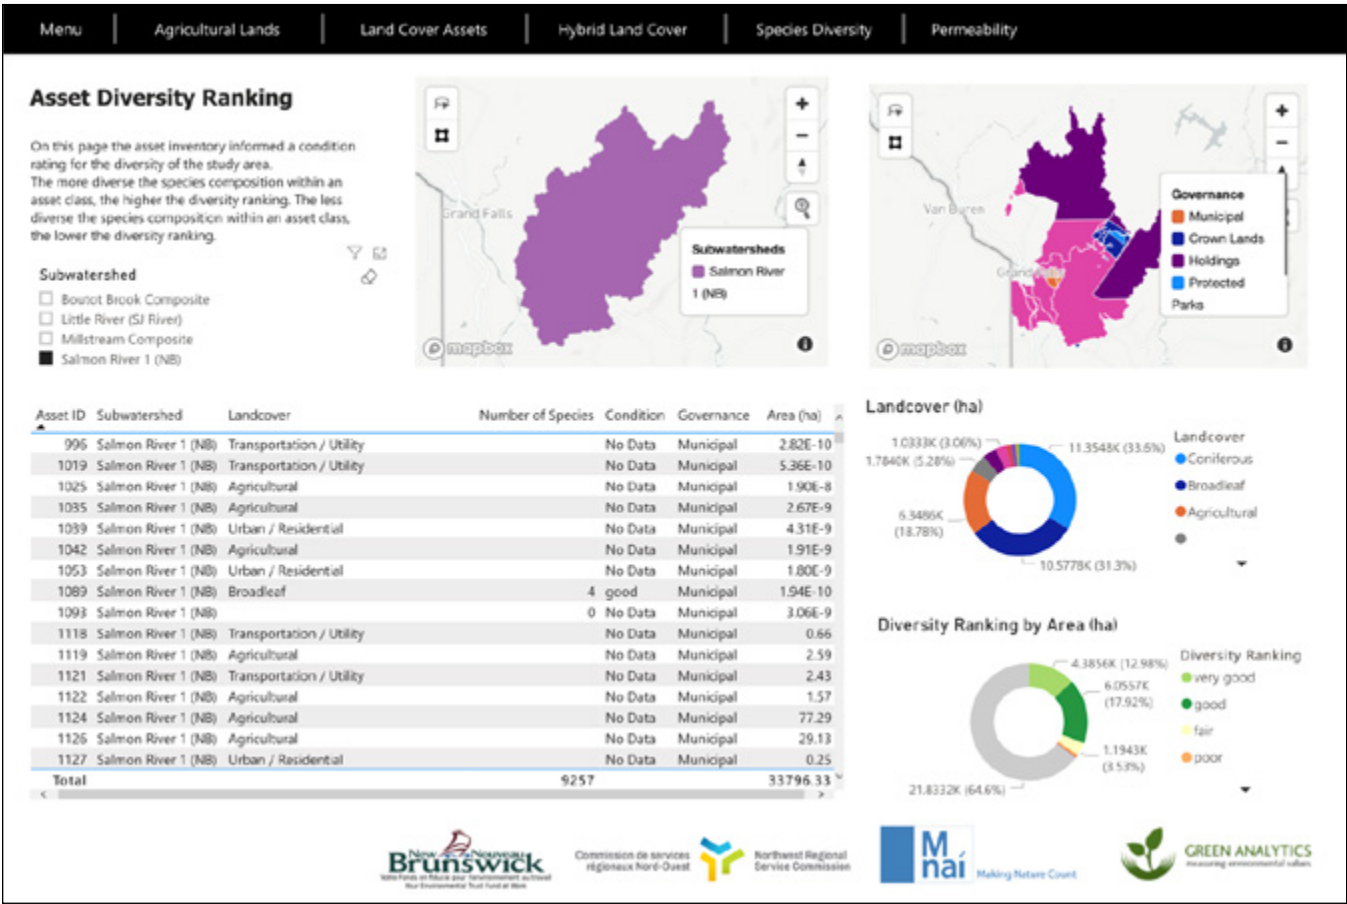 Menu
Agricultural Lands
Land Cover Assets
Hybrid Land Cover
Species Diversity
Permeability
Asset Diversity Ranking
On this page the asset inventory informed a condition
rating for the diversity of the study area.
The more diverse the species composition within an
asset class, the higher the diversity ranking. The less
diverse the species composition within an asset class,
the lower the diversity ranking.
Subwatershed
Boutot Brook Composite
Little River (SJ River)
Millstream Composite
Salmon River 1 (NB)
Grand Falls
Subwatersheds
Salmon River
1 (NB)
mapbox
Van Buren
Grand Falls
Governance
Municipal
Crown Lands
Holdings
Protected
Parks
mapbox
Asset ID Subwatershed Landcover Number of Species Condition Governance Area (ha)
996 Salmon River 1 (NB) Transportation / Utility No Data Municipal 2.82E-10
1019 Salmon River 1 (NB) Transportation / Utility No Data Municipal 5.36E-10
1025 Salmon River 1 (NB) Agricultural No Data Municipal 1.90E-8
1035 Salmon River 1 (NB) Agricultural No Data Municipal 2.67E-9
1039 Salmon River 1 (NB) Urban / Residential No Data Municipal 4.31E-9
1042 Salmon River 1 (NB) Agricultural No Data Municipal 1.91E-9
1053 Salmon River 1 (NB) Urban / Residential No Data Municipal 1.80E-9
1089 Salmon River 1 (NB) Broadleaf 4 good Municipal 1.94E-10
1093 Salmon River 1 (NB) 0 No Data Municipal 3.06E-9
1118 Salmon River 1 (NB) Transportation / Utility No Data Municipal 0.66
1119 Salmon River 1 (NB) Agricultural No Data Municipal 2.59
1121 Salmon River 1 (NB) Transportation / Utility No Data Municipal 2.43
1122 Salmon River 1 (NB) Agricultural No Data Municipal 1.57
1124 Salmon River 1 (NB) Agricultural No Data Municipal 77.29
1126 Salmon River 1 (NB) Agricultural No Data Municipal 29.13
1127 Salmon River 1 (NB) Urban / Residential No Data Municipal 0.25
Total 9257 33796.33
Landcover (ha)
1.0333K (3.06%)
1.7840K (5.28%)
6.3486K
(18.78%)
11.3548K (33.6%)
10.5778K (31.3%)
Landcover
Coniferous
Broadleaf
Agricultural
Diversity Ranking by Area (ha)
4.3856K (12.98%)
6.0557K
(17.92%)
1.1943K
(3.53%)
21.8332K (64.6%)
Diversity Ranking
very good
good
fair
poor
New Nouveau
Brunswick
Your Environmental Trust Fund at Work
Commission de services
régionaux Nord-Ouest
Northwest Regional
Service Commission
M
naí
Making Nature Count
GREEN ANALYTICS
measuring environmental values